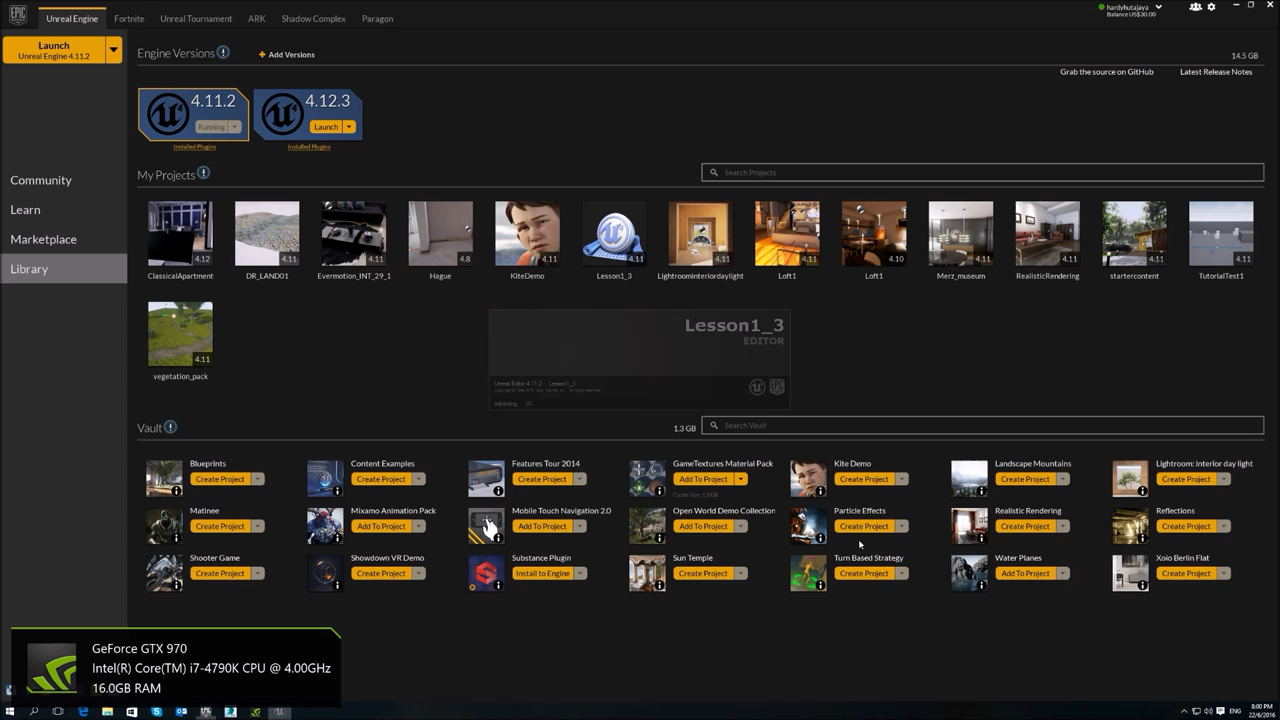 Unreal Engine Fortnite Unreal Tournament ARK Shadow Complex Paragon
hardyhutajaya
Balance US$30.00
Launch
Unreal Engine 4.11.2
Engine Versions
Add Versions
14.5 GB
Grab the source on GitHub
Latest Release Notes
4.11.2
Running
Installed Plugins
4.12.3
Launch
Installed Plugins
Community
Learn
Marketplace
Library
My Projects
Search Projects
4.12 4.11 4.11 4.8 4.11 4.11 4.11 4.11 4.10 4.11 4.11 4.11 4.11
ClassicalApartment DR_LAND01 Evermotion_INT_29_1 Hague KiteDemo Lesson1_3 Lightroominteriordaylight Loft1 Loft1 Merz_museum RealisticRendering startercontent TutorialTest1
4.11
vegetation_pack
Lesson1_3
EDITOR
Unreal Editor 4.11.2 - Lesson1_3
Vault
1.3 GB
Search Vault
Blueprints Content Examples Features Tour 2014 GameTextures Material Pack Kite Demo Landscape Mountains Lightroom: interior day light
Create Project Create Project Create Project Add To Project Create Project Create Project Create Project
Cache Size: 1.3GB
Matinee Mixamo Animation Pack Mobile Touch Navigation 2.0 Open World Demo Collection Particle Effects Realistic Rendering Reflections
Create Project Add To Project Add To Project Add To Project Create Project Create Project Create Project
Shooter Game Showdown VR Demo Substance Plugin Sun Temple Turn Based Strategy Water Planes Xoio Berlin Flat
Create Project Create Project Install to Engine Create Project Create Project Add To Project Create Project
GeForce GTX 970
Intel(R) Core(TM) i7-4790K CPU @ 4.00GHz
16.0GB RAM
ENG
8:00 PM
22/6/2016